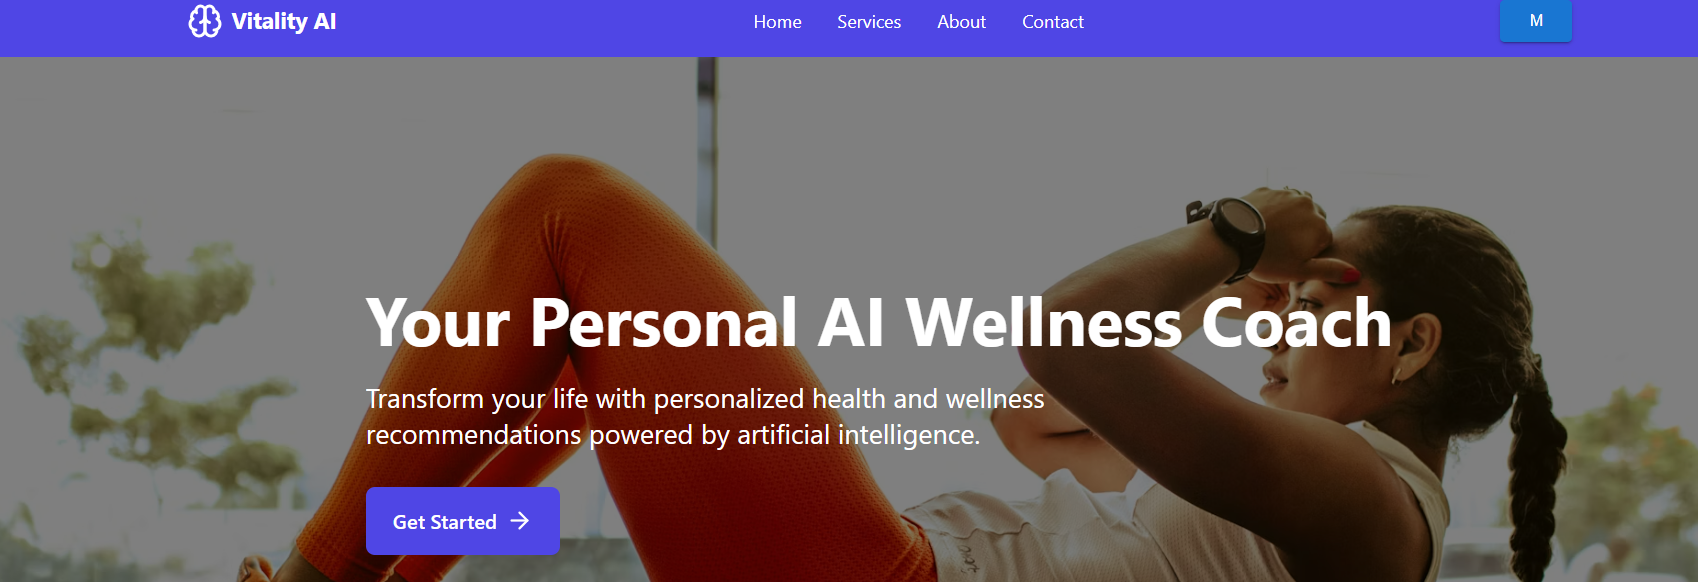 Vitality AI
Home Services About Contact
M
Your Personal AI Wellness Coach
Transform your life with personalized health and wellness
recommendations powered by artificial intelligence.
Get Started →